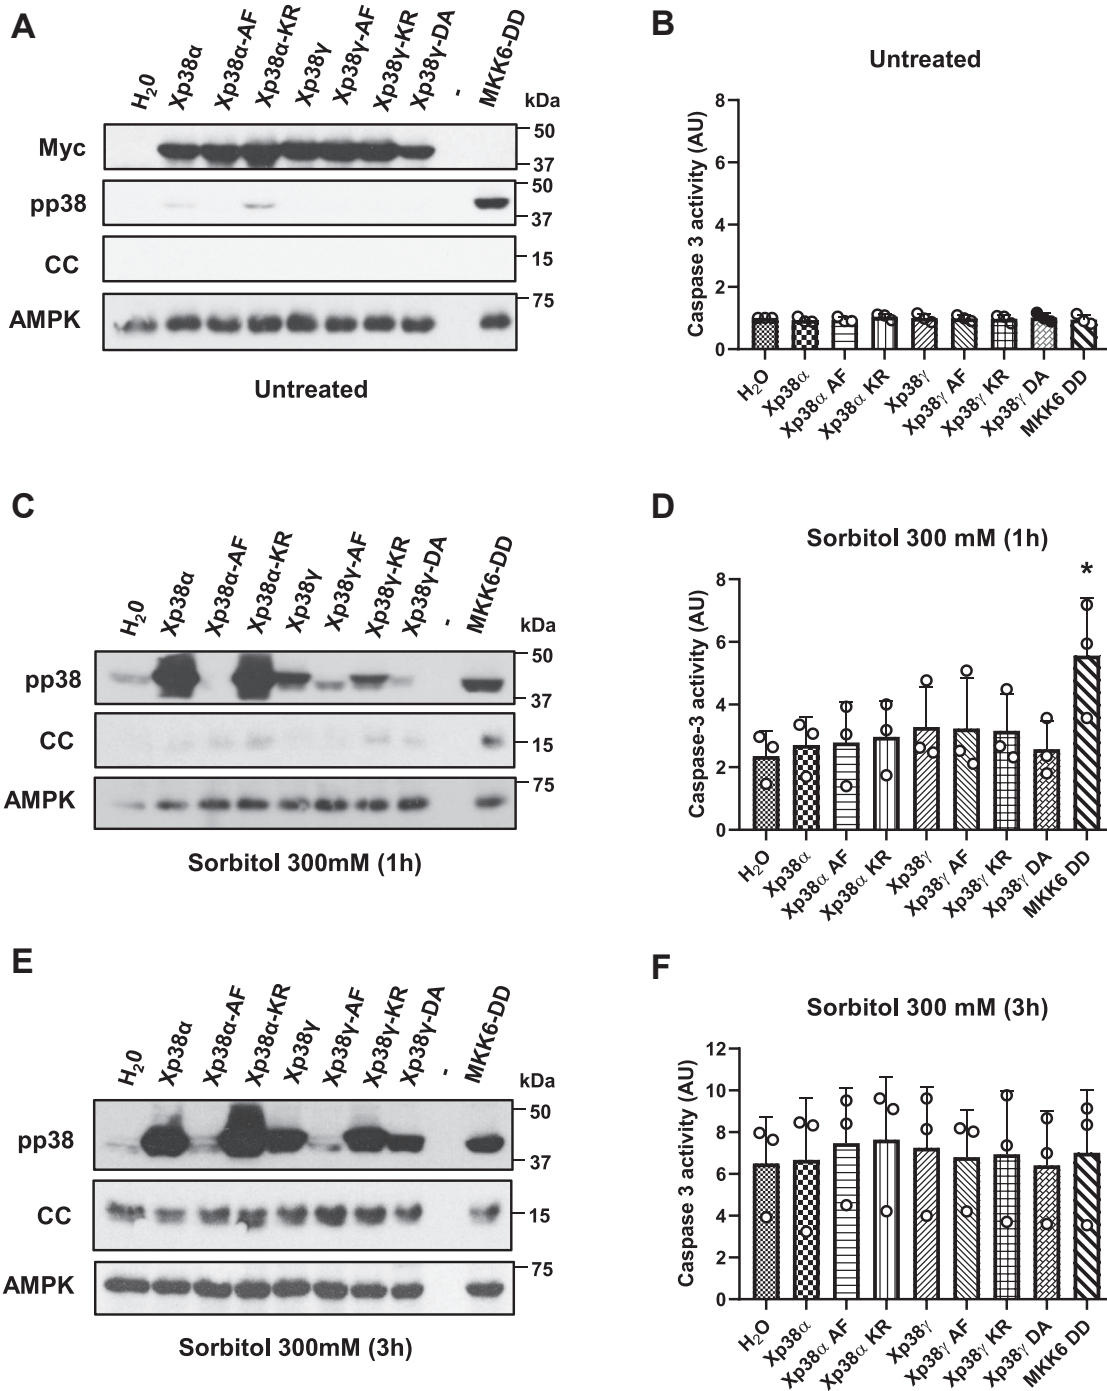 A
H20
Xp38α
Xp38α-AF
Xp38α-KR
Xp38γ
Xp38γ-AF
Xp38γ-KR
Xp38γ-DA
-
MKK6-DD
kDa
Myc
50
37
pp38
50
37
CC
15
AMPK
75
Untreated
B
Untreated
Caspase 3 activity (AU)
8
6
4
2
0
H2O
Xp38α
Xp38α AF
Xp38α KR
Xp38γ
Xp38γ AF
Xp38γ KR
Xp38γ DA
MKK6 DD
C
H20
Xp38α
Xp38α-AF
Xp38α-KR
Xp38γ
Xp38γ-AF
Xp38γ-KR
Xp38γ-DA
-
MKK6-DD
kDa
pp38
50
37
CC
15
AMPK
75
Sorbitol 300mM (1h)
D
Sorbitol 300 mM (1h)
*
Caspase-3 activity (AU)
8
6
4
2
0
H2O
Xp38α
Xp38α AF
Xp38α KR
Xp38γ
Xp38γ AF
Xp38γ KR
Xp38γ DA
MKK6 DD
E
H20
Xp38α
Xp38α-AF
Xp38α-KR
Xp38γ
Xp38γ-AF
Xp38γ-KR
Xp38γ-DA
-
MKK6-DD
kDa
pp38
50
37
CC
15
AMPK
75
Sorbitol 300mM (3h)
F
Sorbitol 300 mM (3h)
Caspase 3 activity (AU)
12
10
8
6
4
2
0
H2O
Xp38α
Xp38α AF
Xp38α KR
Xp38γ
Xp38γ AF
Xp38γ KR
Xp38γ DA
MKK6 DD